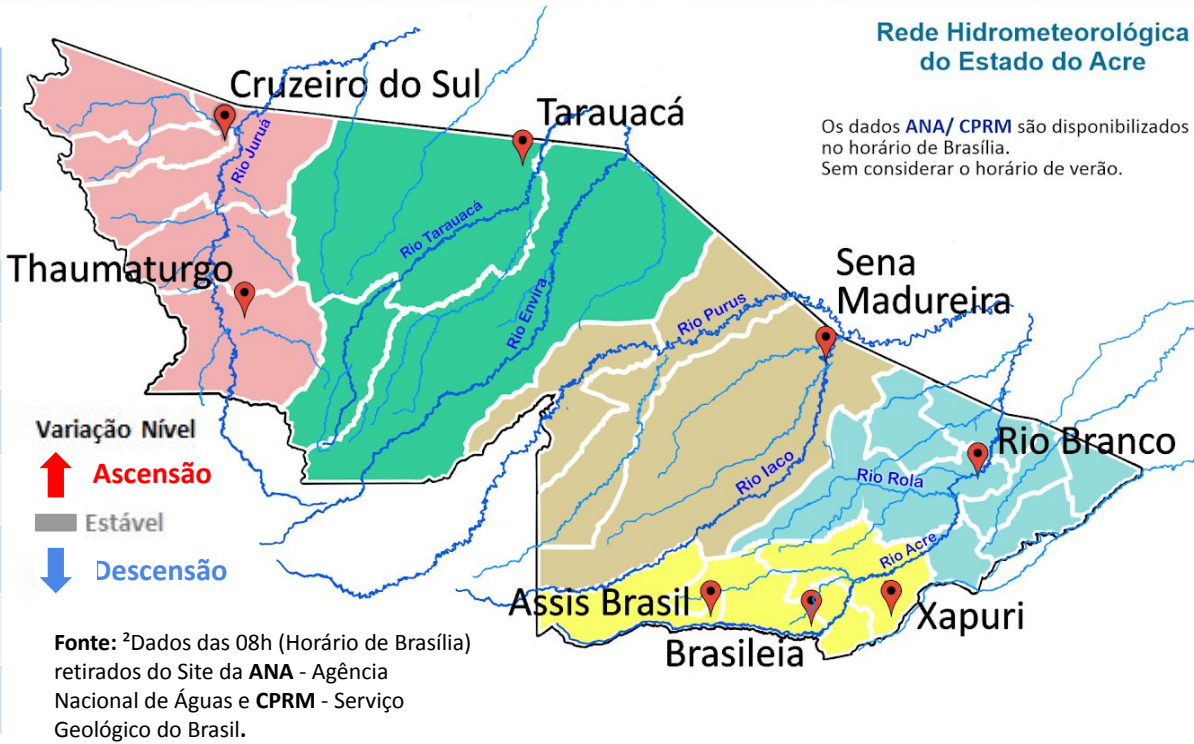 Rede Hidrometeorológica
do Estado do Acre
Os dados ANA/ CPRM são disponibilizados
no horário de Brasília.
Sem considerar o horário de verão.
Cruzeiro do Sul
Tarauacá
Rio Juruá
Rio Tarauacá
Thaumaturgo
Rio Envira
Sena
Madureira
Rio Purus
Variação Nível
Ascensão
Estável
Descensão
Rio Branco
Rio Iaco
Rio Rolá
Rio Acre
Assis Brasil
Xapuri
Brasileia
Fonte: ²Dados das 08h (Horário de Brasília)
retirados do Site da ANA - Agência
Nacional de Águas e CPRM - Serviço
Geológico do Brasil.